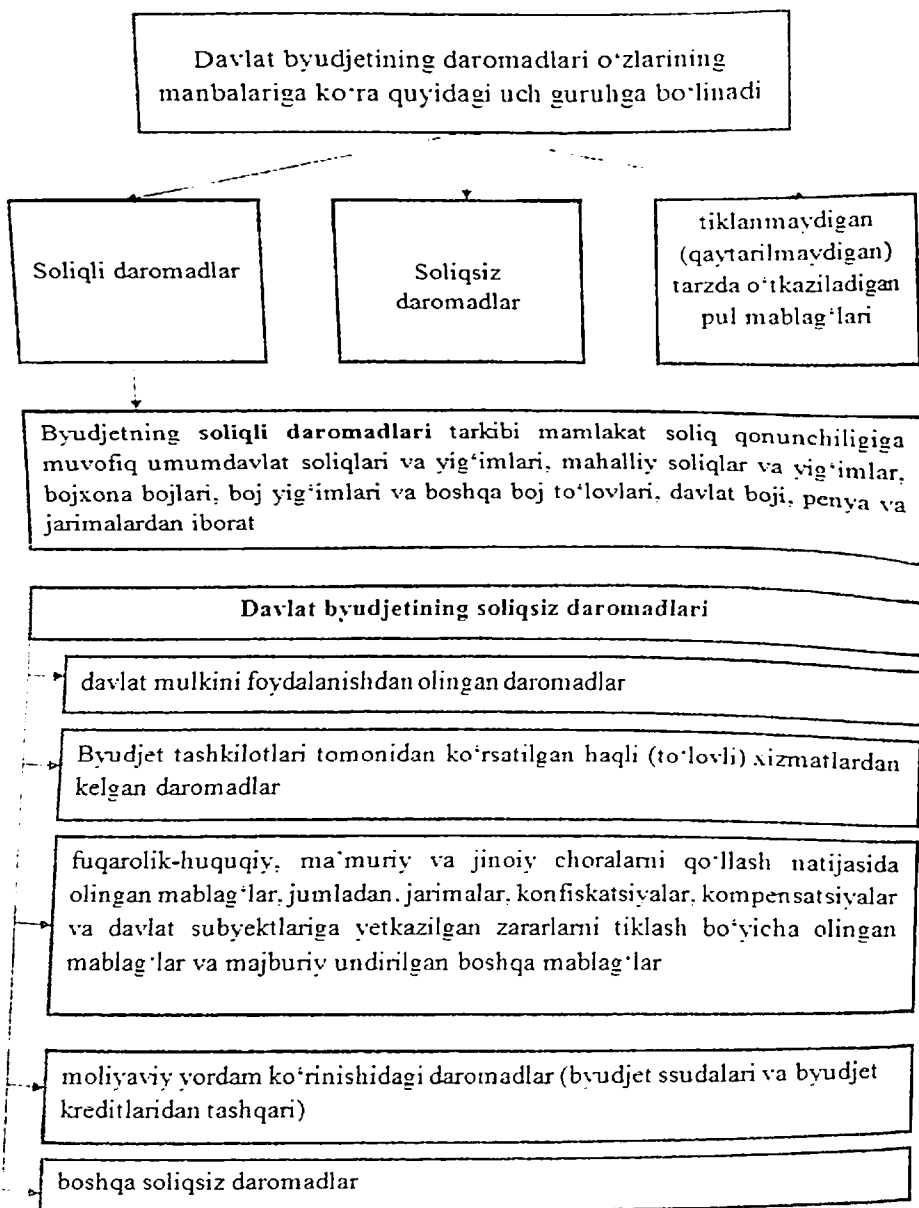 Davlat byudjetining daromadlari o‘zlarining
manbalariga ko‘ra quyidagi uch guruhga bo‘linadi
Soliqli daromadlar
Soliqsiz
daromadlar
tiklanmaydigan
(qaytarilmaydigan)
tarzda o‘tkaziladigan
pul mablag‘lari
Byudjetning soliqli daromadlari tarkibi mamlakat soliq qonunchiligiga
muvofiq umumdavlat soliqlari va yig‘imlari, mahalliy soliqlar va yig‘imlar,
bojxona bojlari, boj yig‘imlari va boshqa boj to‘lovlari, davlat boji, penya va
jarimalardan iborat
Davlat byudjetining soliqsiz daromadlari
davlat mulkini foydalanishdan olingan daromadlar
Byudjet tashkilotlari tomonidan ko‘rsatilgan haqli (to‘lovli) xizmatlardan
kelgan daromadlar
fuqarolik-huquqiy, ma’muriy va jinoiy choralarni qo‘llash natijasida
olingan mablag‘lar, jumladan, jarimalar, konfiskatsiyalar, kompensatsiyalar
va davlat subyektlariga yetkazilgan zararlarni tiklash bo‘yicha olingan
mablag‘lar va majburiy undirilgan boshqa mablag‘lar
moliyaviy yordam ko‘rinishidagi daromadlar (byudjet ssudalari va byudjet
kreditlaridan tashqari)
boshqa soliqsiz daromadlar